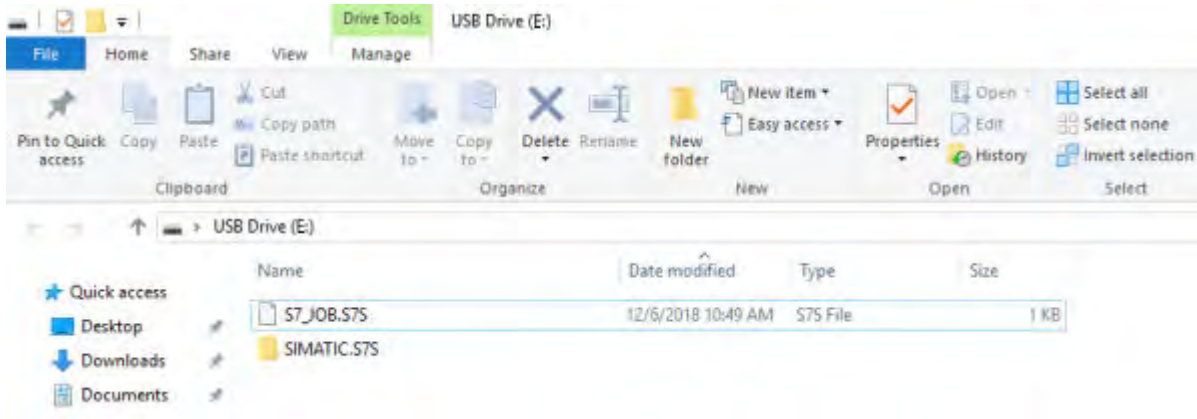 Drive Tools USB Drive (E:)
File Home Share View Manage
Cut New item Open Select all
Copy path Easy access Edit Select none
Pin to Quick access Copy Paste Paste shortcut Move to Copy to Delete Rename New folder Properties History Invert selection
Clipboard Organize New Open Select
USB Drive (E:)
Name Date modified Type Size
Quick access
S7_JOB.S7S 12/6/2018 10:49 AM S7S File 1 KB
Desktop
SIMATIC.S7S
Downloads
Documents